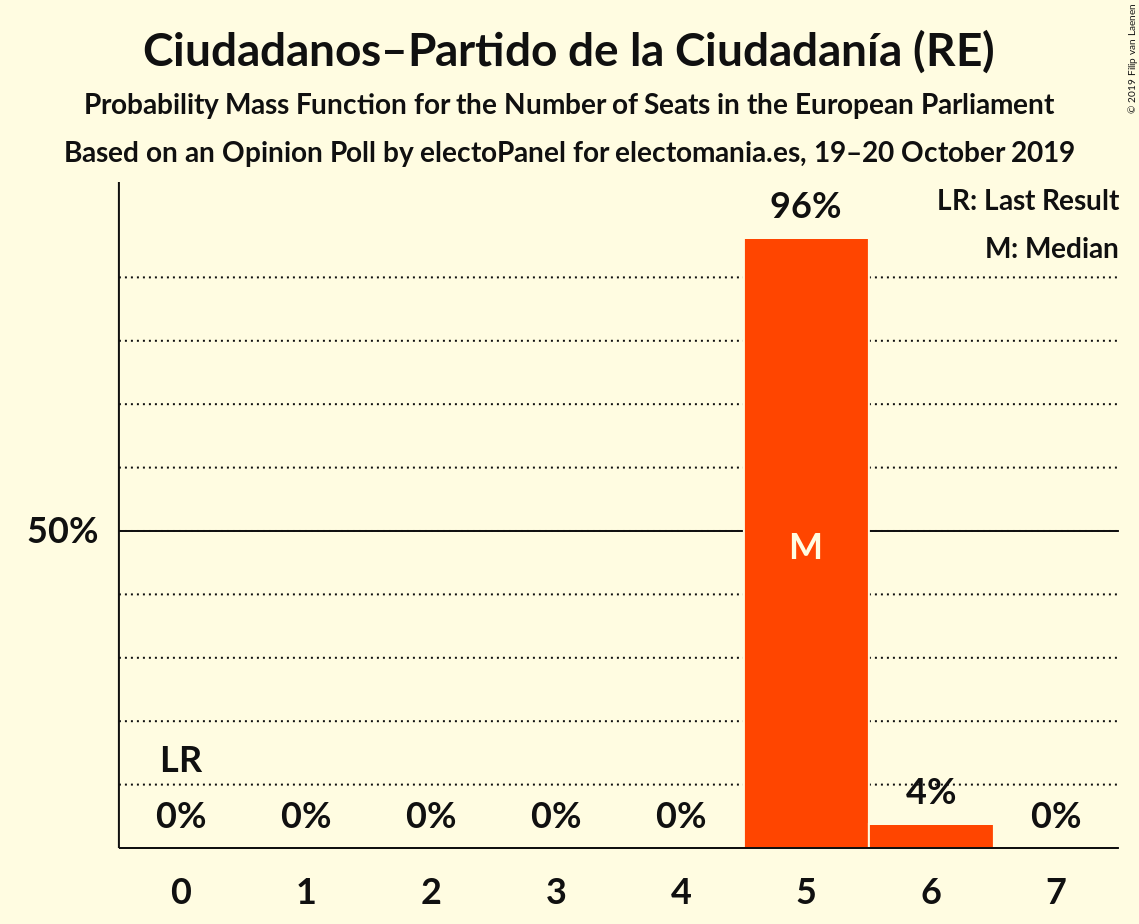 Ciudadanos–Partido de la Ciudadanía (RE)
Probability Mass Function for the Number of Seats in the European Parliament
Based on an Opinion Poll by electoPanel for electomania.es, 19–20 October 2019
© 2019 Filip van Laenen
LR: Last Result
M: Median
96%
50%
M
LR
4%
0% 0% 0% 0% 0% 0%
0 1 2 3 4 5 6 7